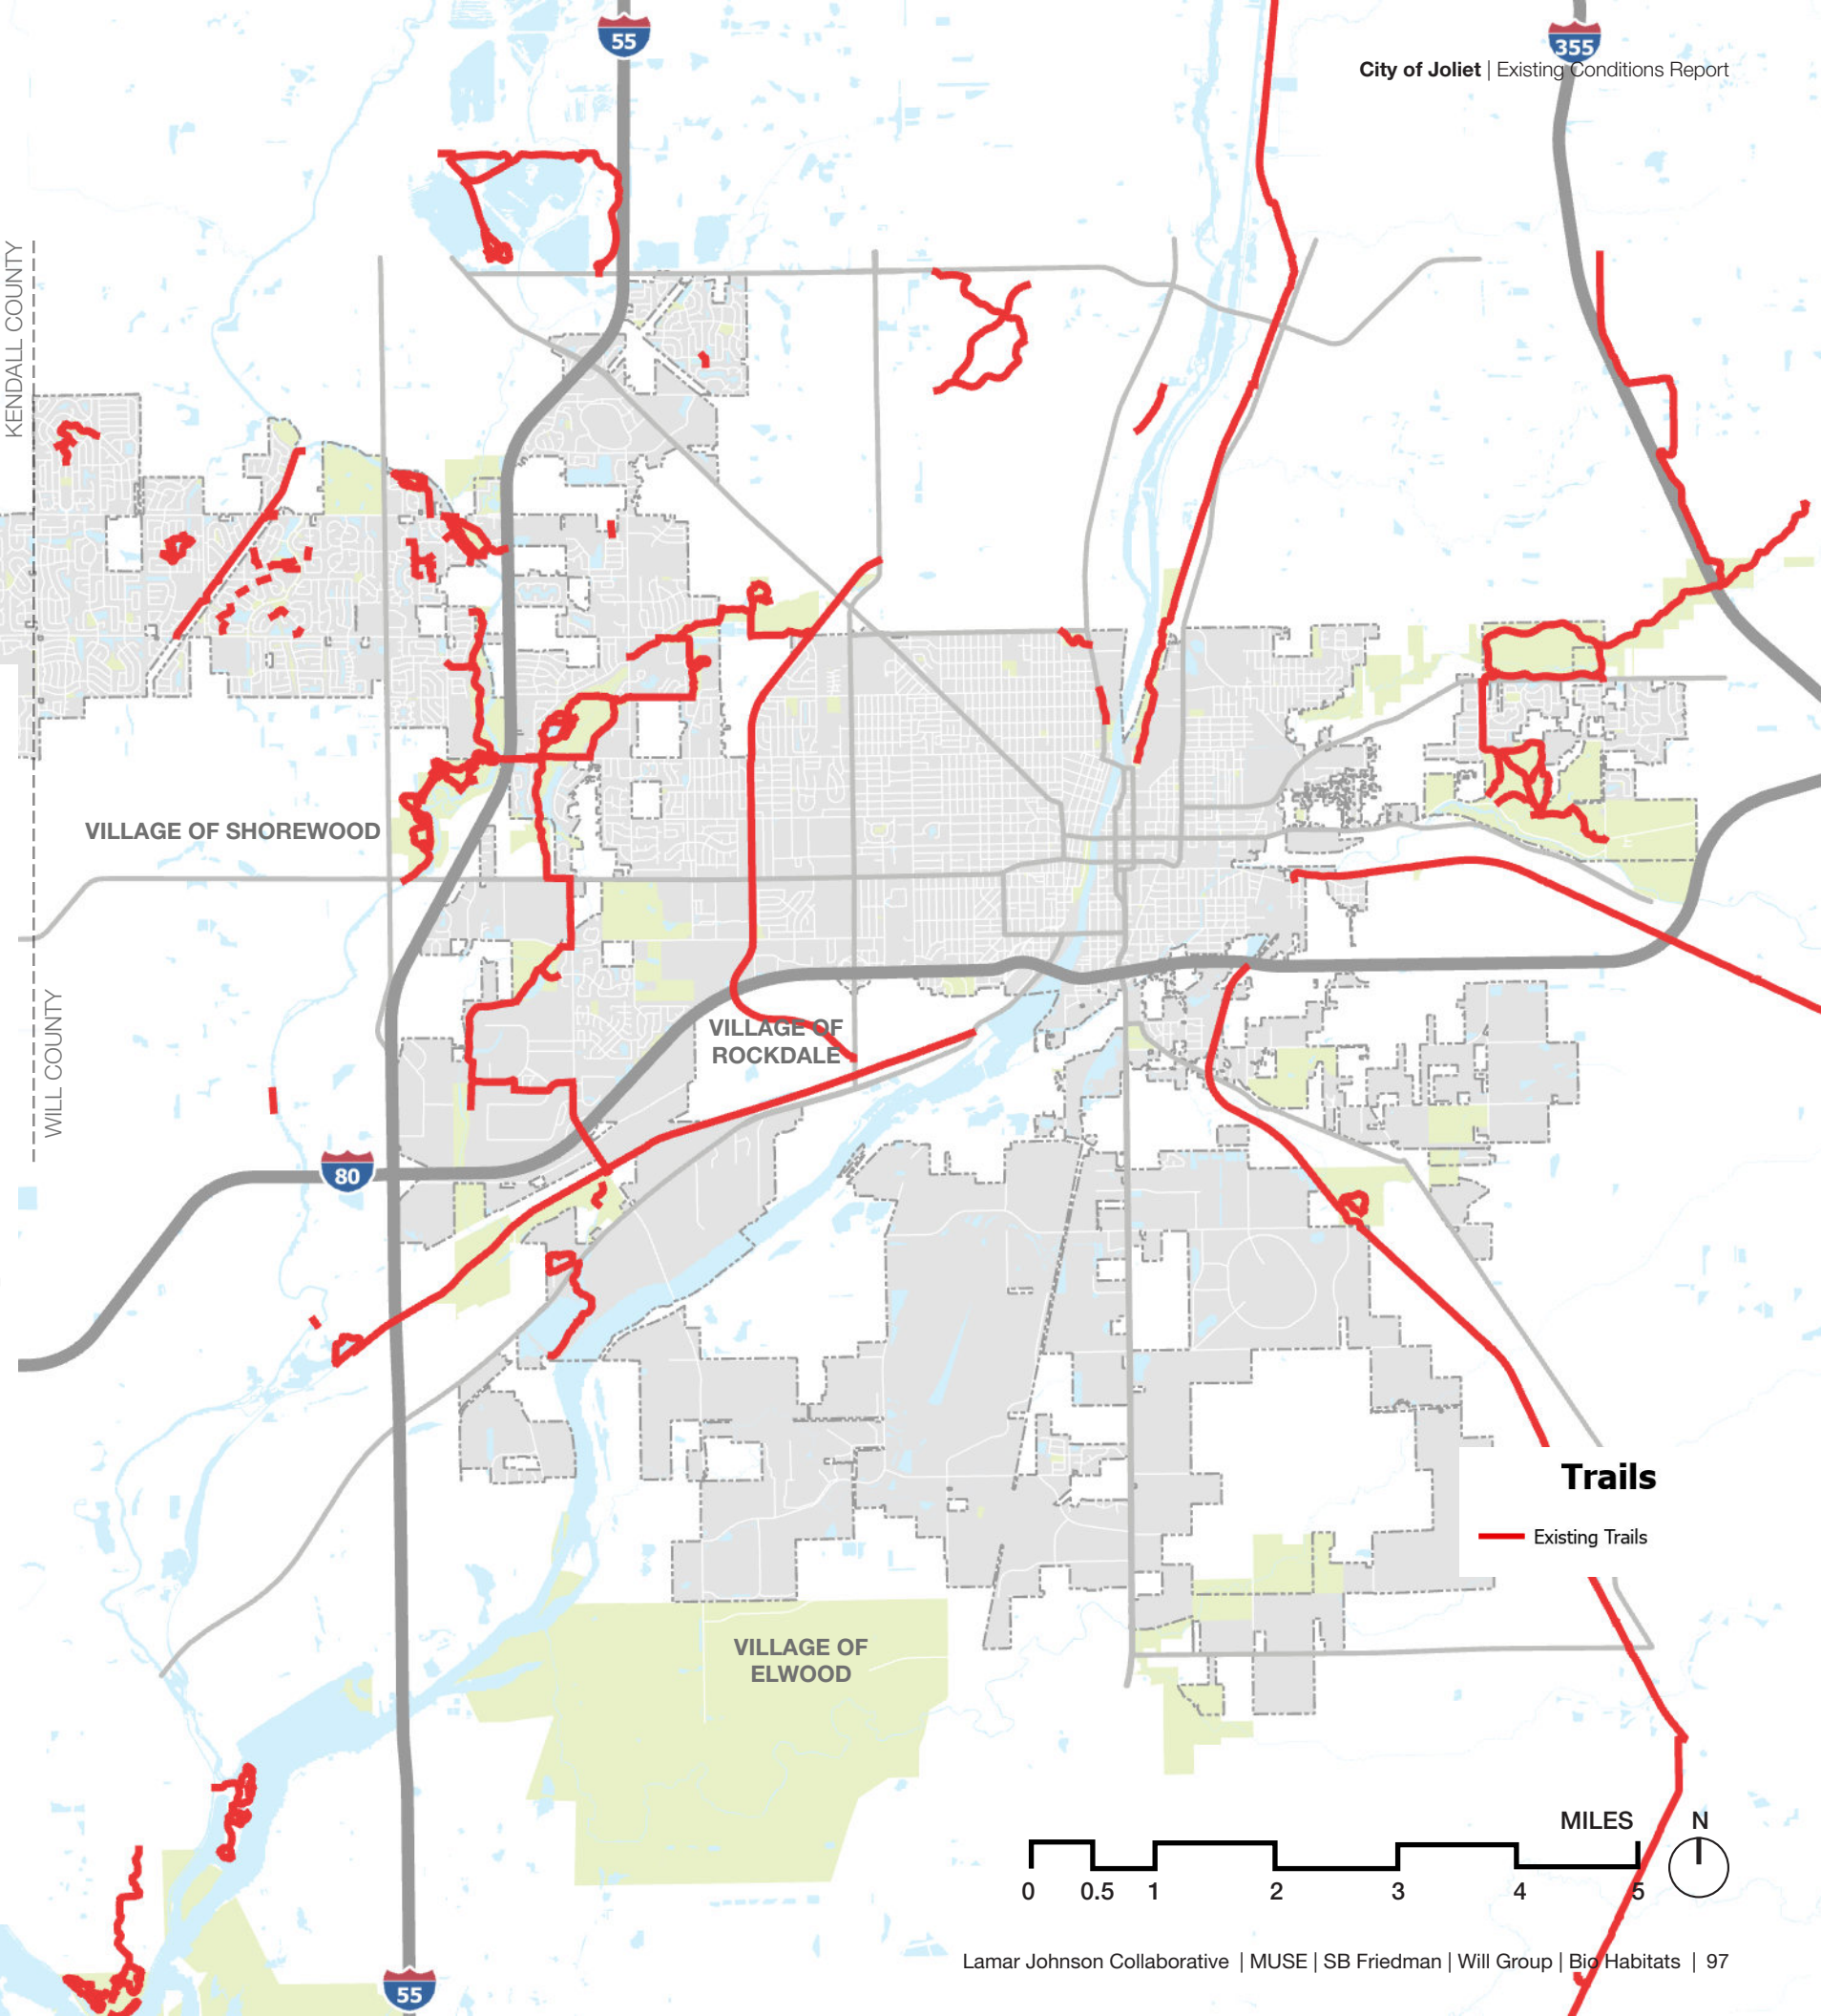 55
355
City of Joliet | Existing Conditions Report
KENDALL COUNTY
VILLAGE OF SHOREWOOD
WILL COUNTY
VILLAGE OF
ROCKDALE
80
Trails
Existing Trails
VILLAGE OF
ELWOOD
MILES N
0 0.5 1 2 3 4 5
Lamar Johnson Collaborative | MUSE | SB Friedman | Will Group | Bio Habitats | 97
55